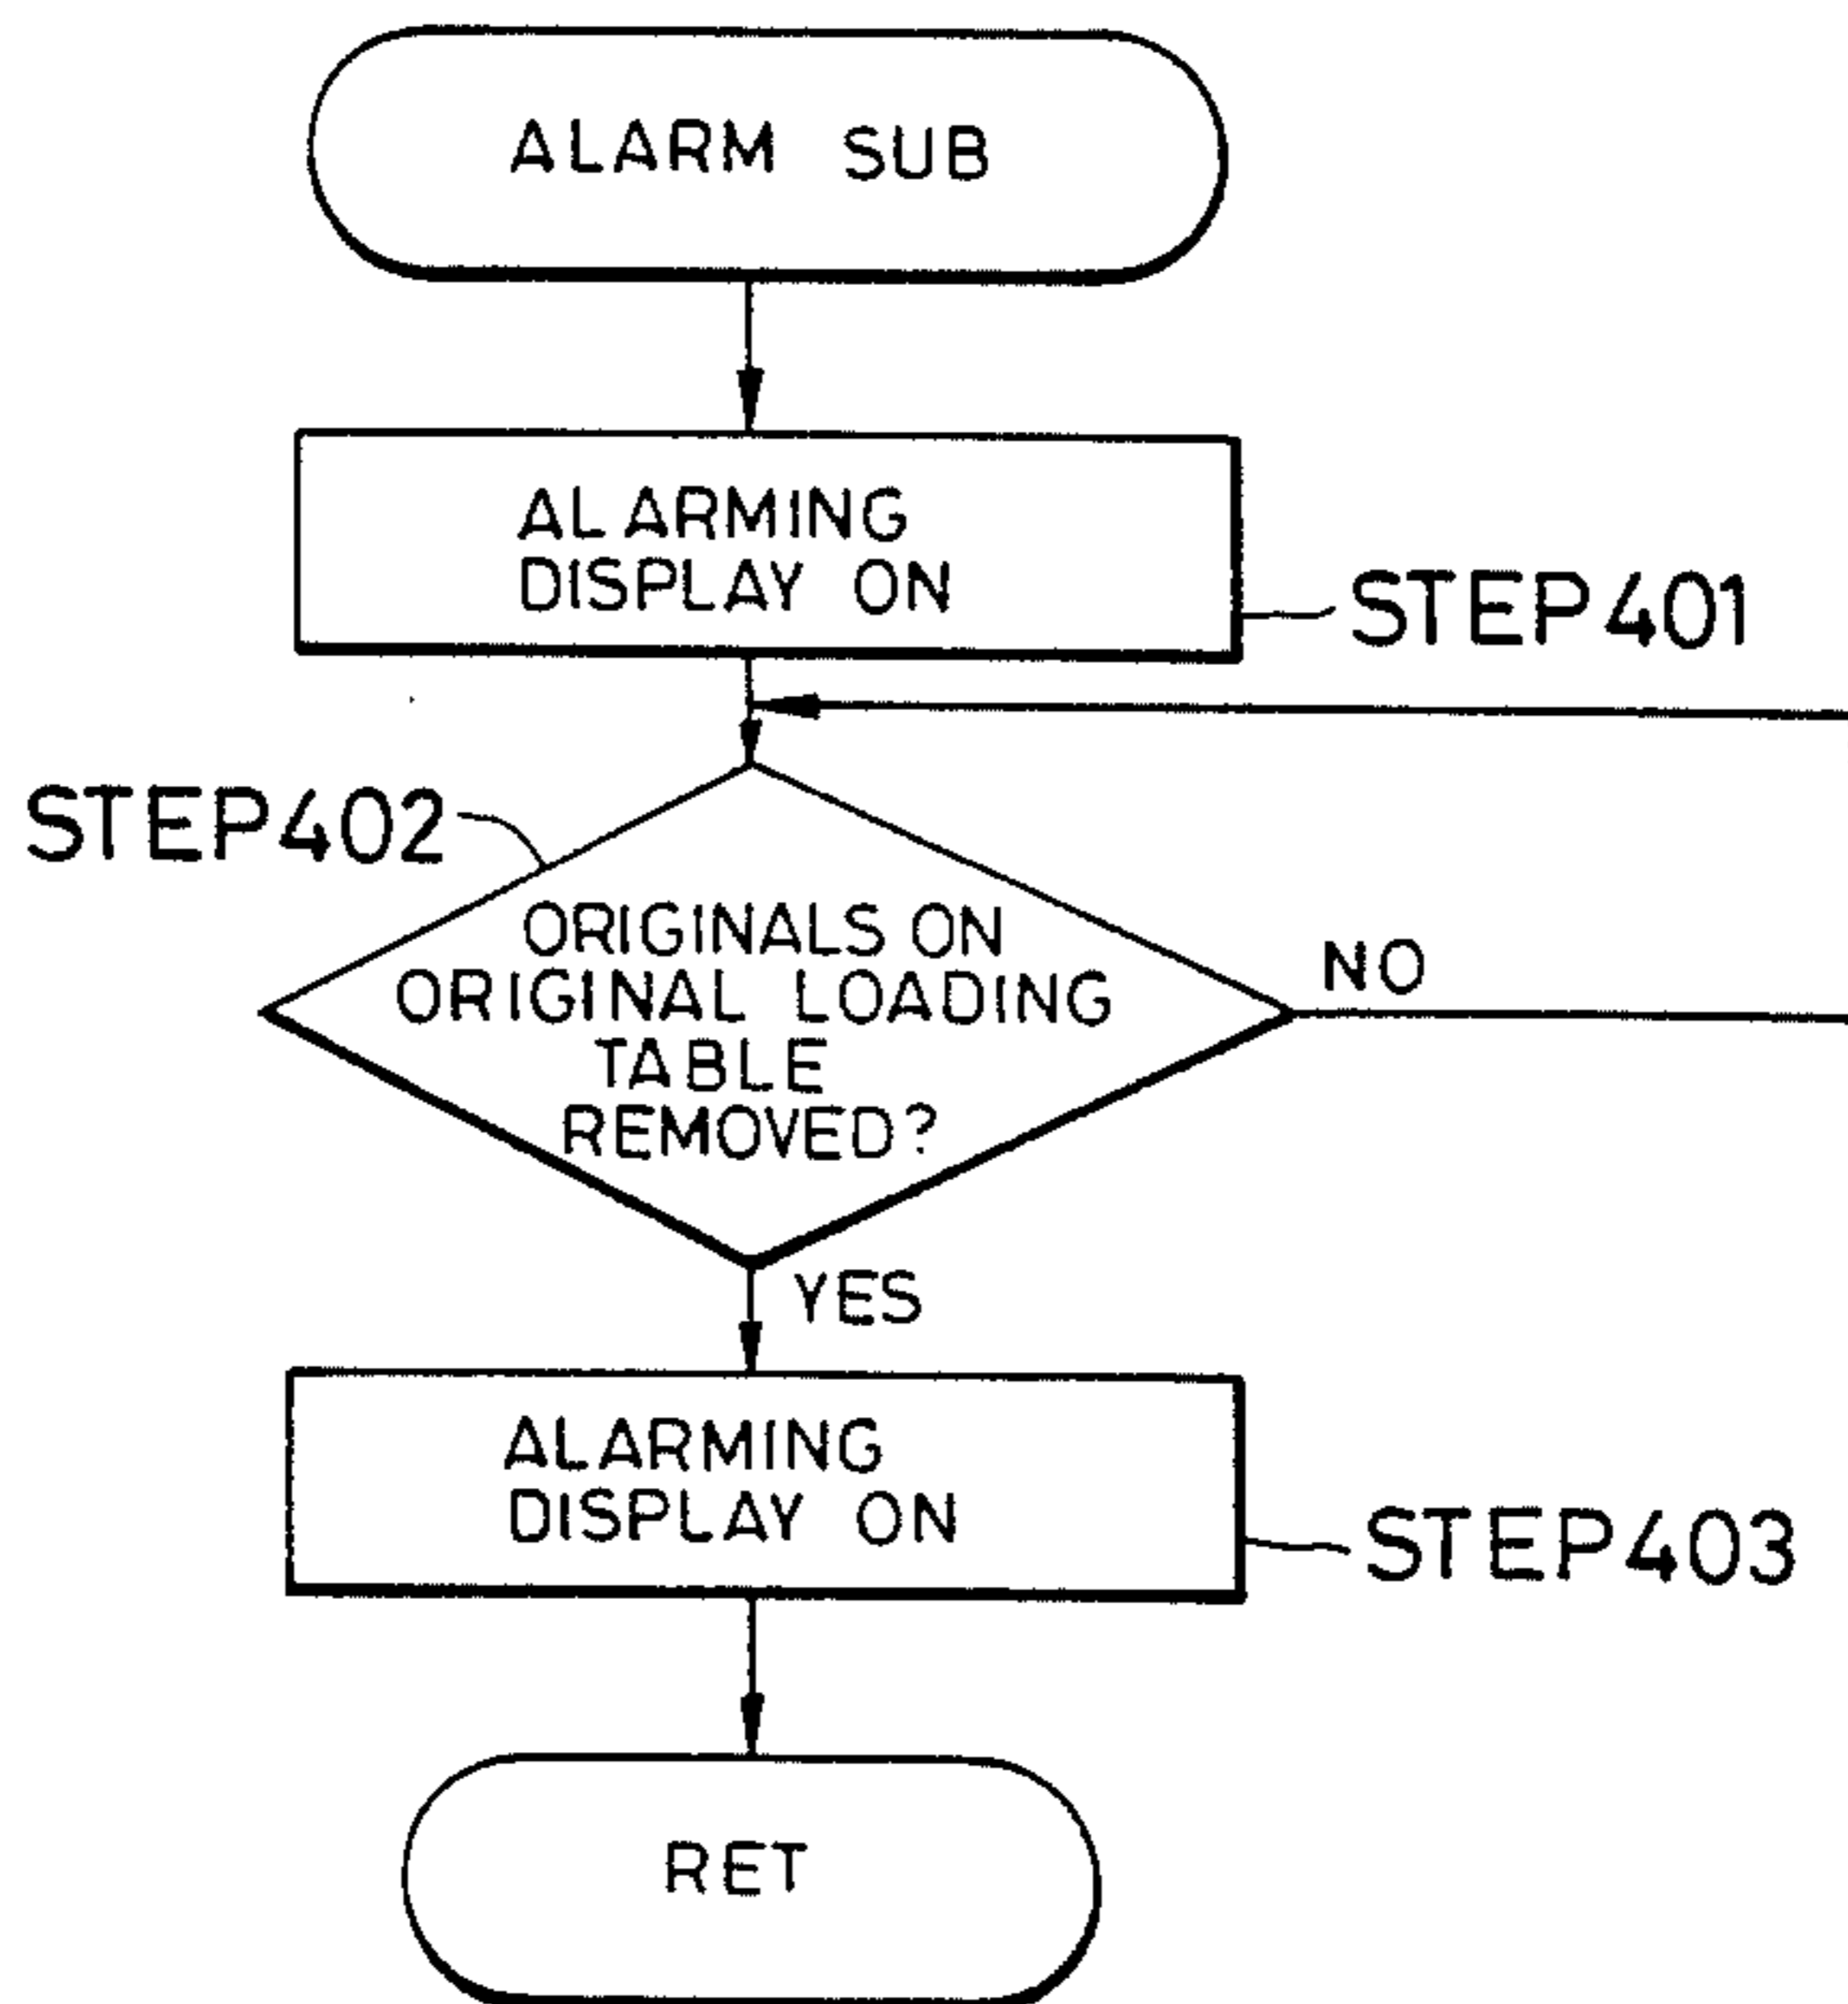 ALARM SUB
ALARMING
DISPLAY ON
STEP401
STEP402
ORIGINALS ON
ORIGINAL LOADING
TABLE
REMOVED?
NO
YES
ALARMING
DISPLAY ON
STEP403
RET